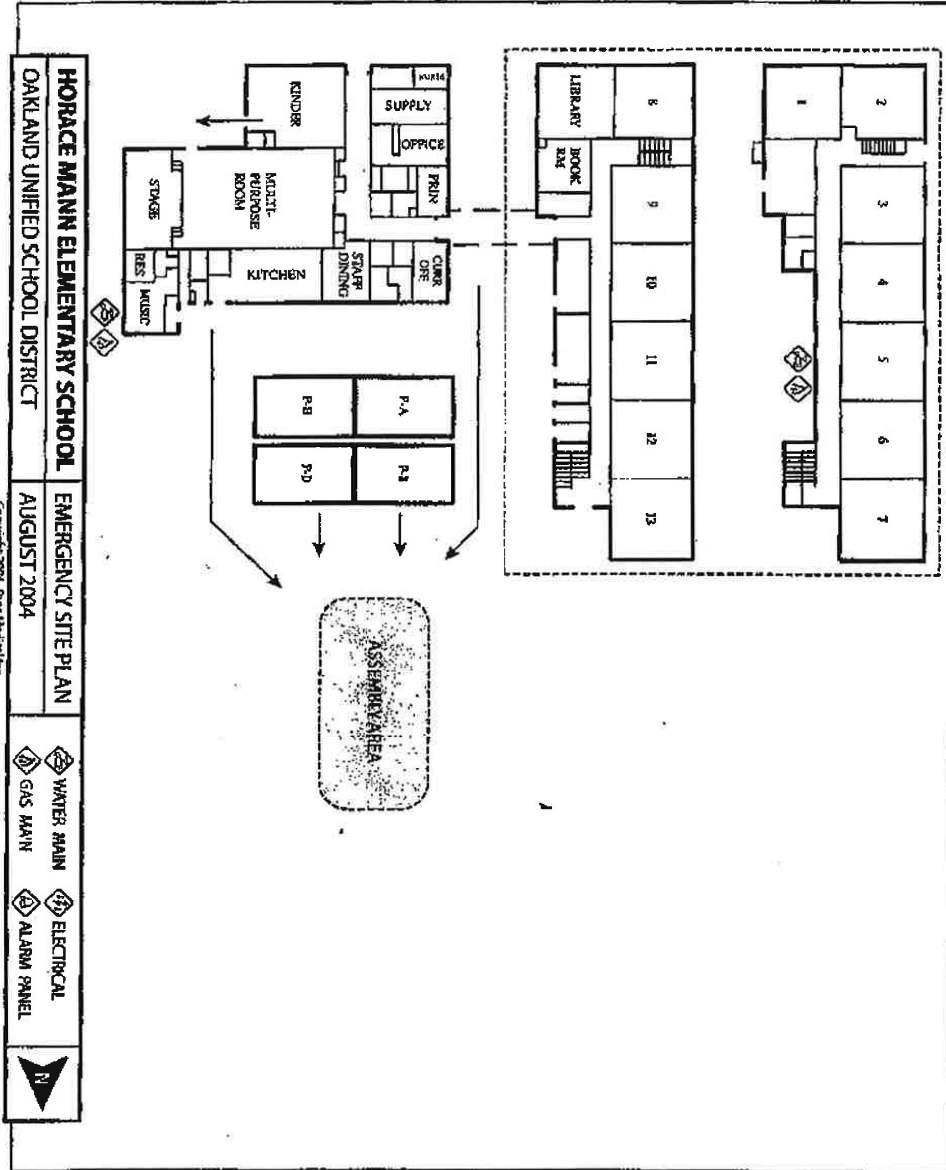 HORACE MANN ELEMENTARY SCHOOL
OAKLAND UNIFIED SCHOOL DISTRICT
EMERGENCY SITE PLAN
AUGUST 2004
WATER MAIN
ELECTRICAL
GAS MAIN
ALARM PANEL
N
2
1
3
4
5
6
7
8
LIBRARY
BOOK
RM
9
10
11
12
13
SUPPLY
OFFICE
PRIN
KINDER
MULTI-
PURPOSE
ROOM
STAGE
RES
MUSIC
KITCHEN
STAFF
DINING
CURR
OFF
P-A
P-D
ASSEMBLY AREA